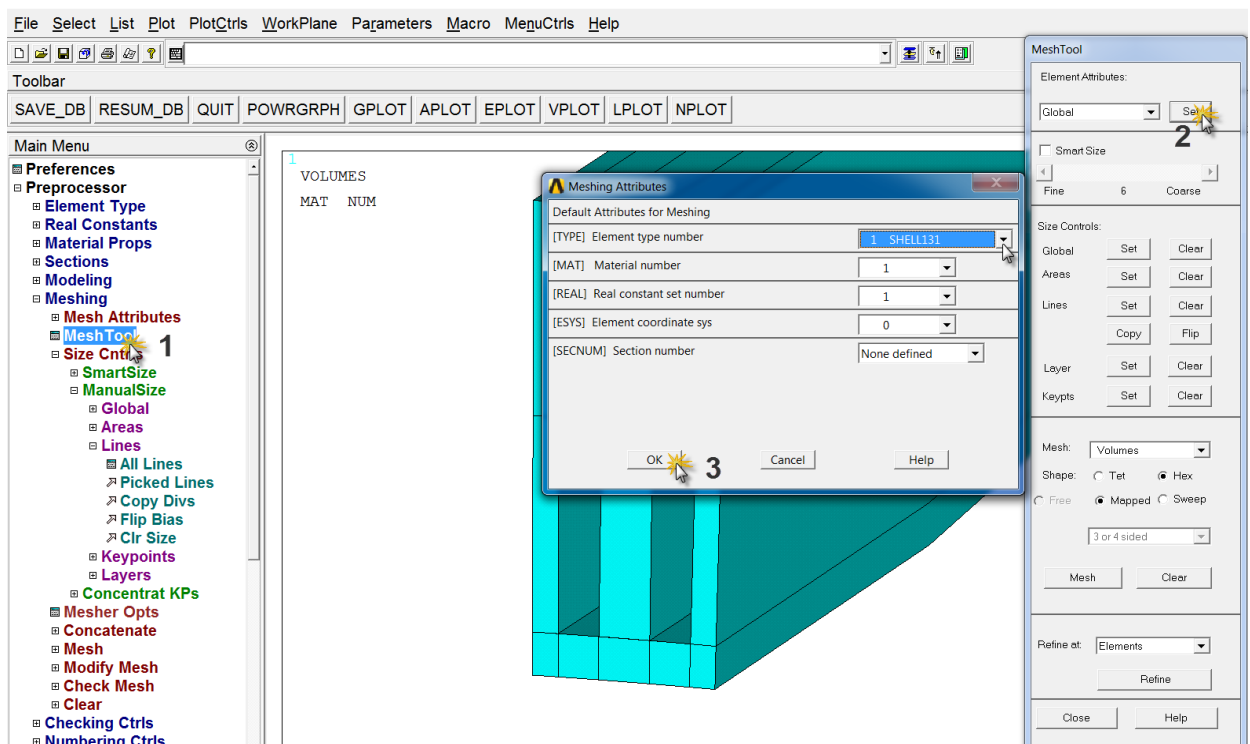 File Select List Plot PlotCtrls WorkPlane Parameters Macro MenuCtrls Help
Toolbar
SAVE_DB RESUM_DB QUIT POWRGRPH GPLOT APLOT EPLOT VPLOT LPLOT NPLOT
Main Menu
Preferences
Preprocessor
Element Type
Real Constants
Material Props
Sections
Modeling
Meshing
Mesh Attributes
MeshTool
1
Size Cntrls
SmartSize
ManualSize
Global
Areas
Lines
All Lines
Picked Lines
Copy Divs
Flip Bias
Clr Size
Keypoints
Layers
Concentrat KPs
Mesher Opts
Concatenate
Mesh
Modify Mesh
Check Mesh
Clear
Checking Ctrls
Numbering Ctrls
1
VOLUMES
MAT NUM
Meshing Attributes
Default Attributes for Meshing
[TYPE] Element type number 1 SHELL131
[MAT] Material number 1
[REAL] Real constant set number 1
[ESYS] Element coordinate sys 0
[SECNUM] Section number None defined
OK 3 Cancel Help
MeshTool
Element Attributes:
Global Set
2
Smart Size
Fine 6 Coarse
Size Controls:
Global Set Clear
Areas Set Clear
Lines Set Clear
Copy Flip
Layer Set Clear
Keypts Set Clear
Mesh: Volumes
Shape: Tet Hex
Free Mapped Sweep
3 or 4 sided
Mesh Clear
Refine at: Elements
Refine
Close Help